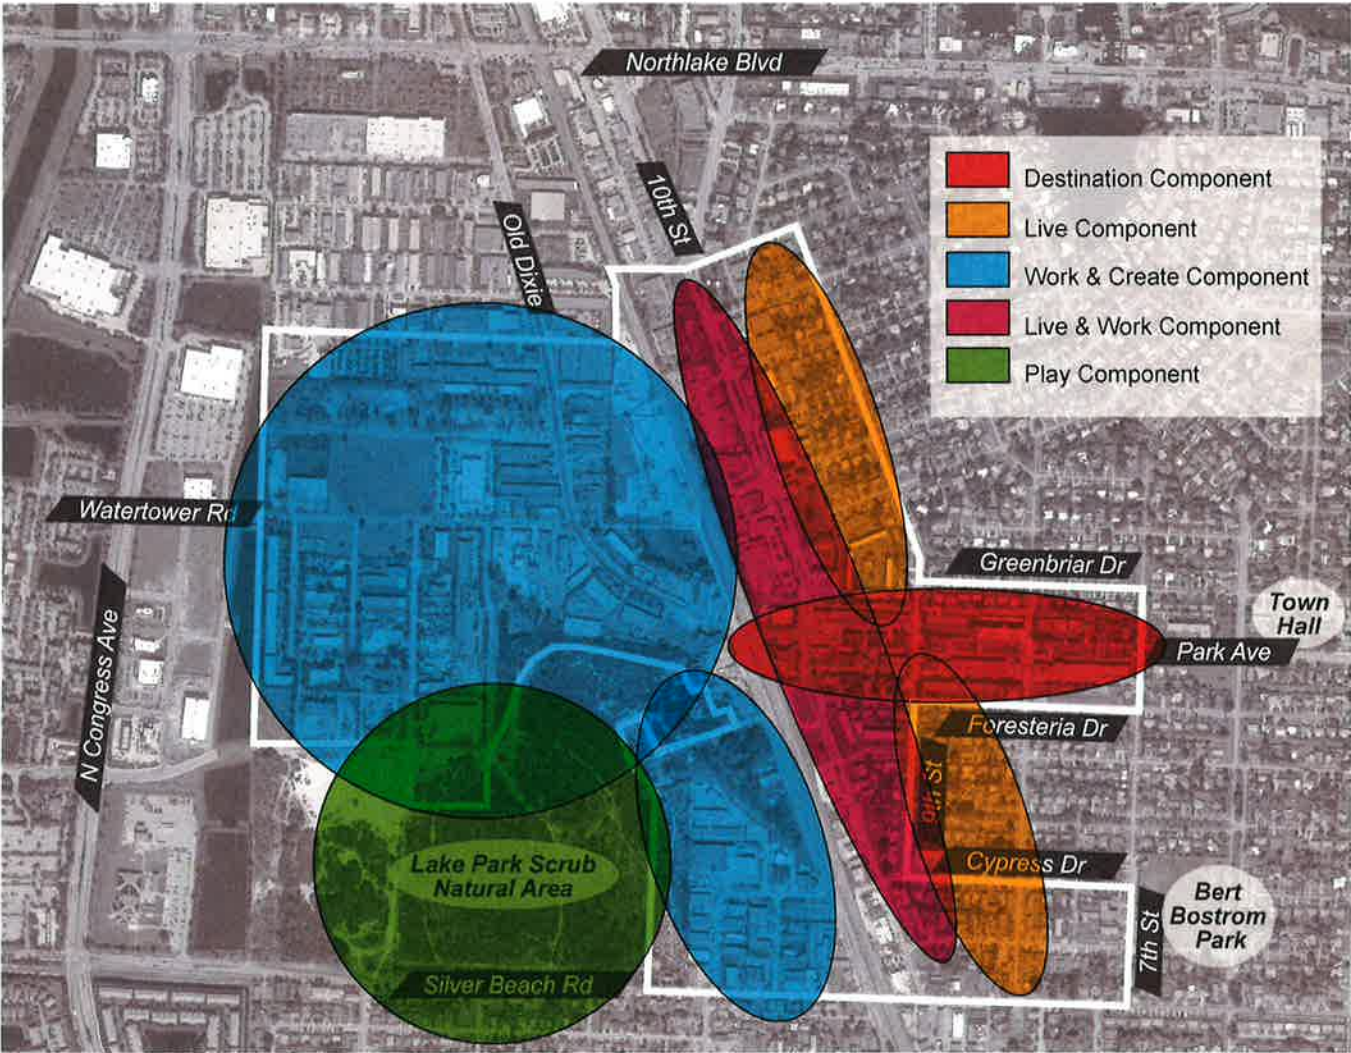 Northlake Blvd
10th St
Old Dixie
Destination Component
Live Component
Work & Create Component
Live & Work Component
Play Component
Watertower Rd
N Congress Ave
Greenbriar Dr
Town
Hall
Park Ave
Foresteria Dr
9th St
Cypress Dr
Lake Park Scrub
Natural Area
Bert
Bostrom
Park
7th St
Silver Beach Rd